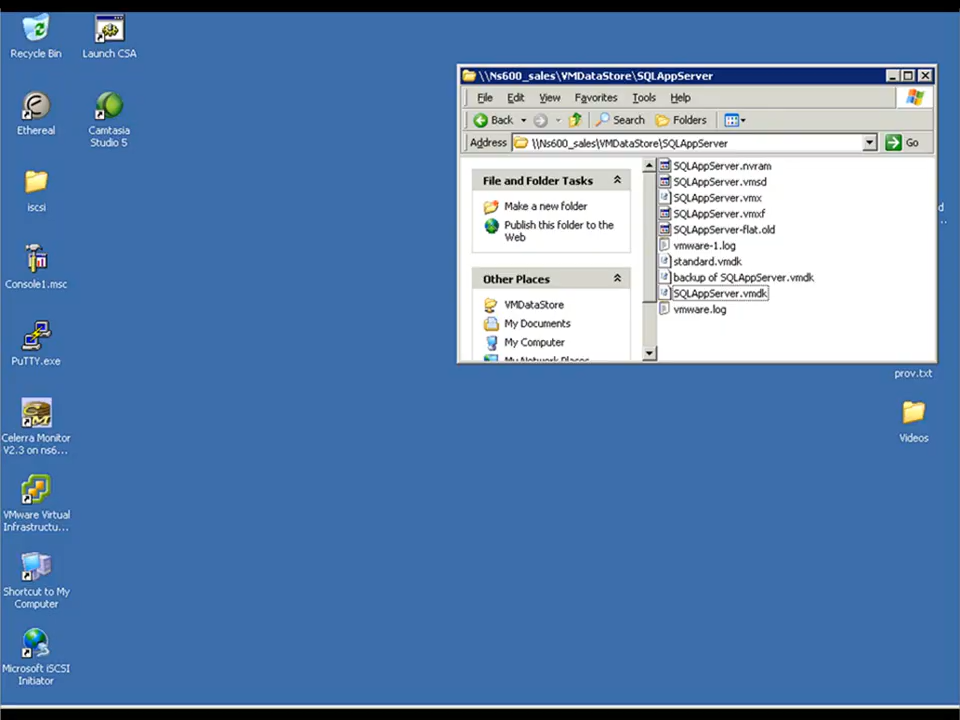 Recycle Bin
Launch CSA
Ethereal
Camtasia
Studio 5
iscsi
Console1.msc
PuTTY.exe
Celerra Monitor
V2.3 on ns6...
VMware Virtual
Infrastructu...
Shortcut to My
Computer
Microsoft iSCSI
Initiator
\\Ns600_sales\VMDataStore\SQLAppServer
File Edit View Favorites Tools Help
Back Search Folders
Address \\Ns600_sales\VMDataStore\SQLAppServer Go
File and Folder Tasks
Make a new folder
Publish this folder to the
Web
Other Places
VMDataStore
My Documents
My Computer
My Network Places
SQLAppServer.nvram
SQLAppServer.vmsd
SQLAppServer.vmx
SQLAppServer.vmxf
SQLAppServer-flat.old
vmware-1.log
standard.vmdk
backup of SQLAppServer.vmdk
SQLAppServer.vmdk
vmware.log
prov.txt
Videos